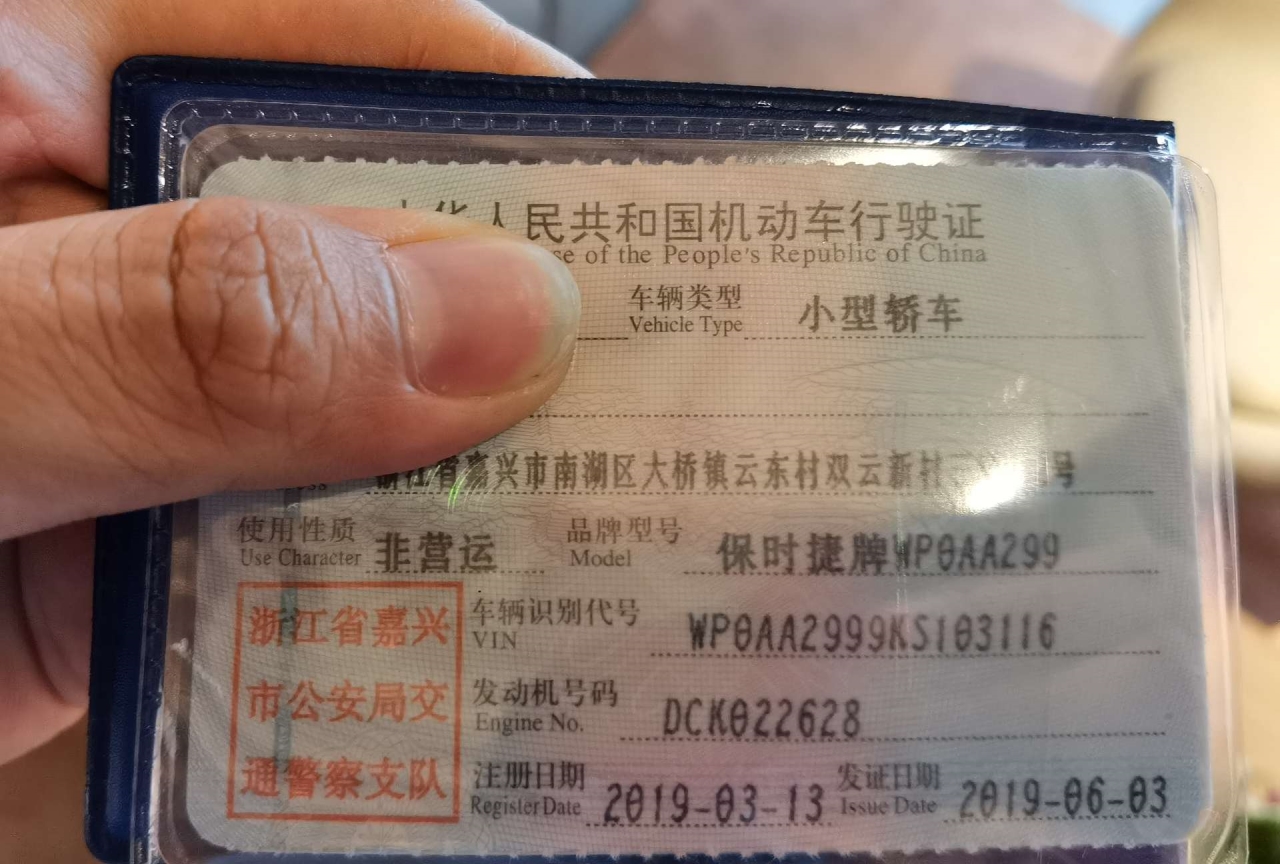 人民共和国机动车行驶证
se of the People's Republic of China
车辆类型 小型轿车
Vehicle Type
浙江省嘉兴市南湖区大桥镇云东村双云新村 号
使用性质 非营运 品牌型号 保时捷牌WP0AA299
Use Character Model
车辆识别代号 WP0AA2999KS103116
VIN
发动机号码 DCK022628
Engine No.
注册日期 2019-03-13 发证日期 2019-06-03
Register Date Issue Date
浙江省嘉兴
市公安局交
通警察支队